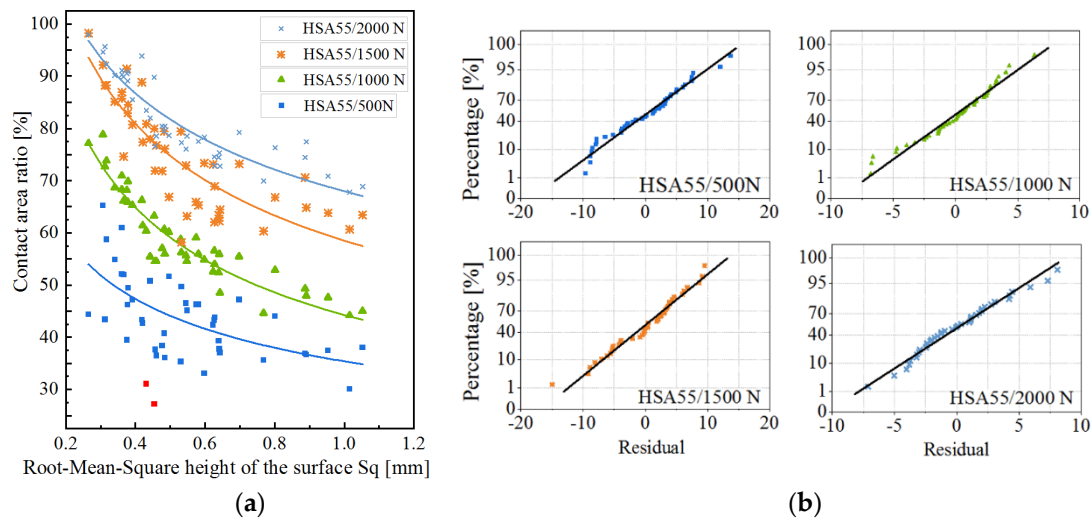 (a)
HSA55/2000 N
HSA55/1500 N
HSA55/1000 N
HSA55/500N
Contact area ratio [%]
100
90
80
70
60
50
40
30
0.2 0.4 0.6 0.8 1.0 1.2
Root-Mean-Square height of the surface Sq [mm]
(a)
(b)
Percentage [%]
100
95
70
40
10
1
0
HSA55/500N
-20 -10 0 10 20
100
95
70
40
10
1
0
HSA55/1000 N
-10 -5 0 5 10
Percentage [%]
100
95
70
40
10
1
0
HSA55/1500 N
-20 -10 0 10 20
Residual
100
95
70
40
10
1
0
HSA55/2000 N
-10 -5 0 5 10
Residual
(b)